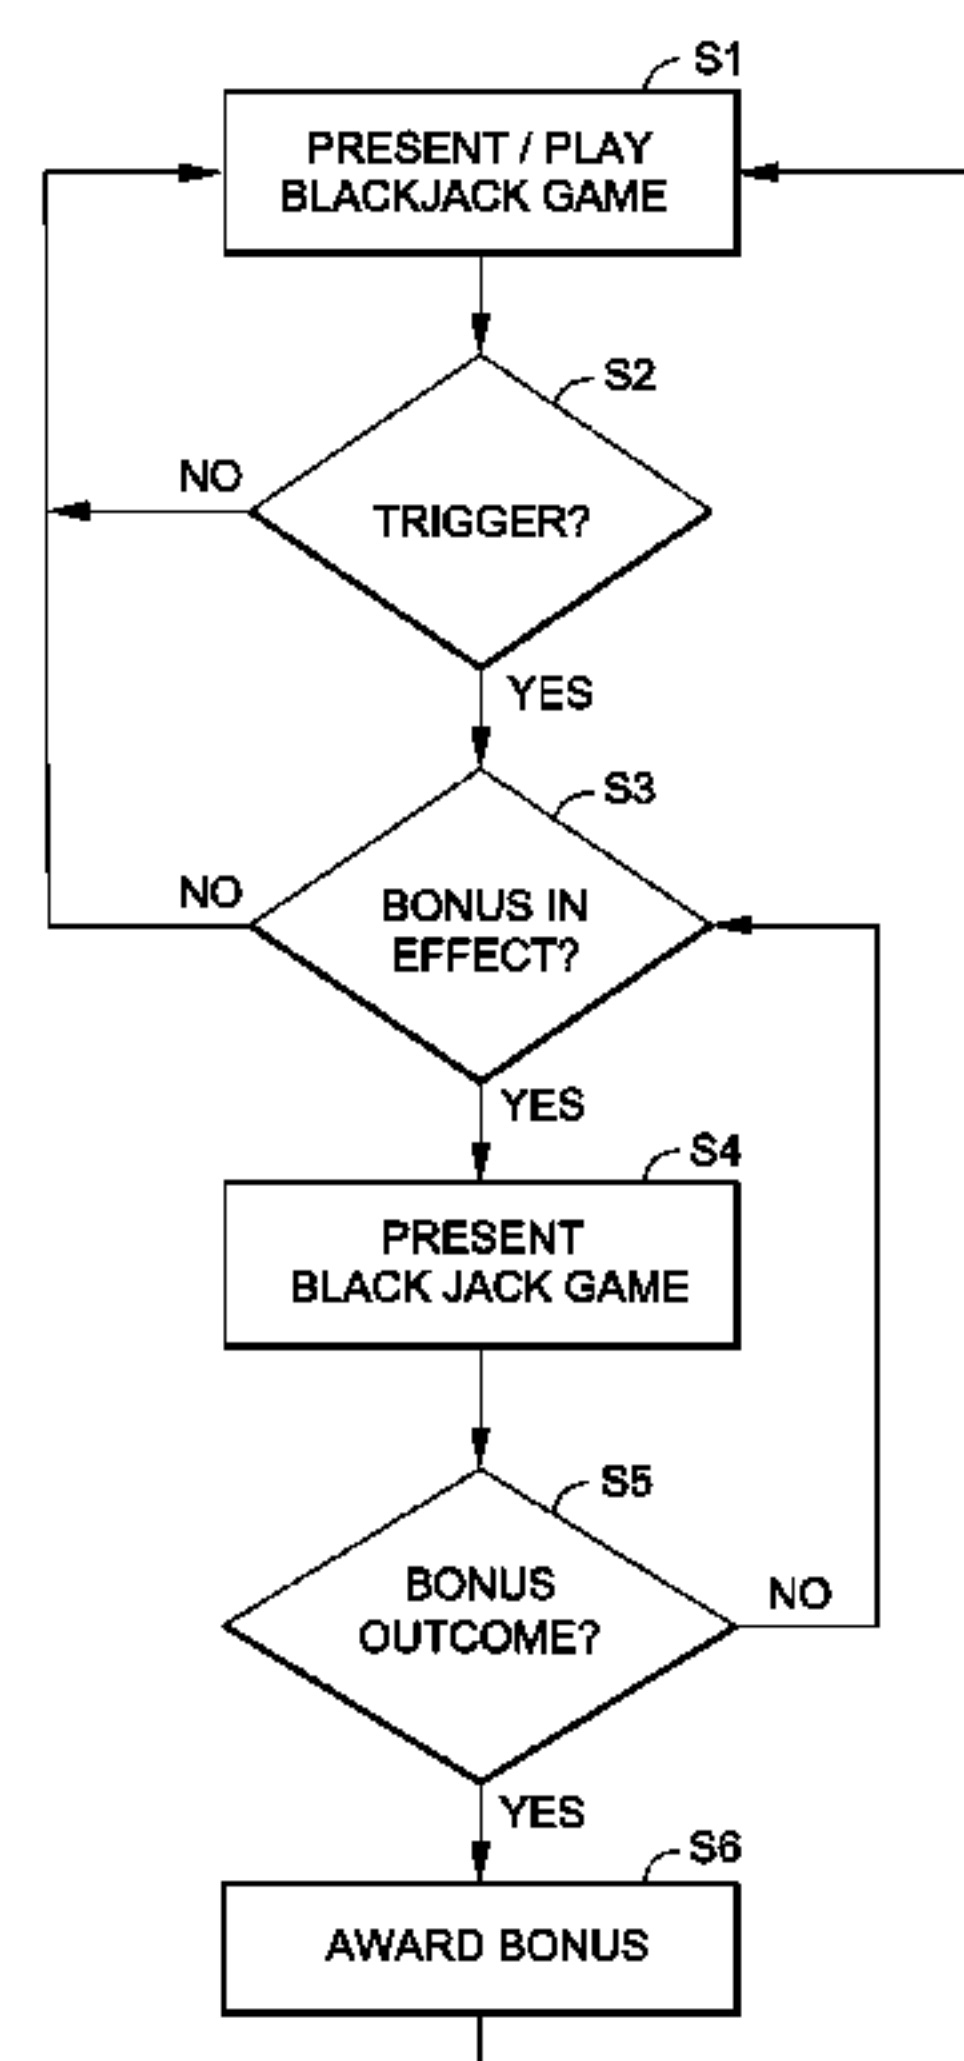 S1
PRESENT / PLAY
BLACKJACK GAME
S2
NO
TRIGGER?
YES
S3
NO
BONUS IN
EFFECT?
YES
S4
PRESENT
BLACK JACK GAME
S5
BONUS
OUTCOME?
NO
YES
S6
AWARD BONUS